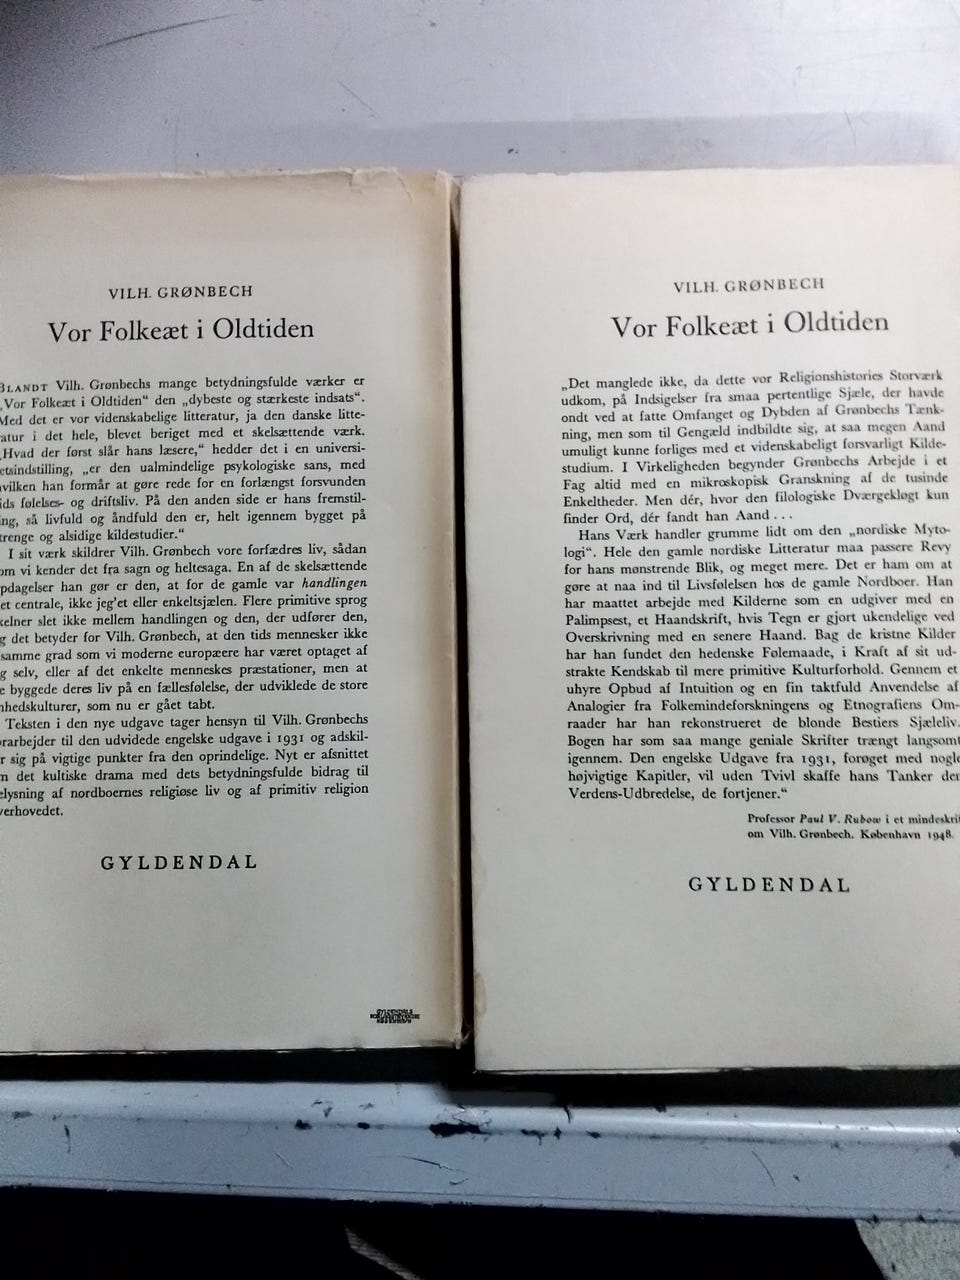 VILH. GRØNBECH
Vor Folkeæt i Oldtiden
BLANDT Vilh. Grønbechs mange betydningsfulde værker er
„Vor Folkeæt i Oldtiden“ den „dybeste og stærkeste indsats“.
Med det er vor videnskabelige litteratur, ja den danske litte-
ratur i det hele, blevet beriget med et skelsættende værk.
„Hvad der først slår hans læsere,“ hedder det i en universi-
etsindstilling, „er den ualmindelige psykologiske sans, med
vilken han formår at gøre rede for en forlængst forsvunden
ids følelses- og driftsliv. På den anden side er hans fremstil-
ing, så livfuld og åndfuld den er, helt igennem bygget på
trenge og alsidige kildestudier.“
I sit værk skildrer Vilh. Grønbech vore forfædres liv, sådan
om vi kender det fra sagn og heltesaga. En af de skelsættende
pdagelser han gør er den, at for de gamle var handlingen
et centrale, ikke jeg'et eller enkeltsjælen. Flere primitive sprog
kelner slet ikke mellem handlingen og den, der udfører den,
g det betyder for Vilh. Grønbech, at den tids mennesker ikke
samme grad som vi moderne europæere har været optaget af
g selv, eller af det enkelte menneskes præstationer, men at
e byggede deres liv på en fællesfølelse, der udviklede de store
nhedskulturer, som nu er gået tabt.
Teksten i den nye udgave tager hensyn til Vilh. Grønbechs
orarbejder til den udvidede engelske udgave i 1931 og adskil-
r sig på vigtige punkter fra den oprindelige. Nyt er afsnittet
m det kultiske drama med dets betydningsfulde bidrag til
elysning af nordboernes religiøse liv og af primitiv religion
verhovedet.
GYLDENDAL
VILH. GRØNBECH
Vor Folkeæt i Oldtiden
„Det manglede ikke, da dette vor Religionshistories Storværk
udkom, på Indsigelser fra smaa pertentlige Sjæle, der havde
ondt ved at fatte Omfanget og Dybden af Grønbechs Tænk-
ning, men som til Gengæld indbildte sig, at saa megen Aand
umuligt kunne forliges med et videnskabeligt forsvarligt Kilde-
studium. I Virkeligheden begynder Grønbechs Arbejde i et
Fag altid med en mikroskopisk Granskning af de tusinde
Enkeltheder. Men dér, hvor den filologiske Dværgekløgt kun
finder Ord, dér fandt han Aand . . .
Hans Værk handler grumme lidt om den „nordiske Myto-
logi“. Hele den gamle nordiske Litteratur maa passere Revy
for hans mønstrende Blik, og meget mere. Det er ham om at
gøre at naa ind til Livsfølelsen hos de gamle Nordboer. Han
har maattet arbejde med Kilderne som en udgiver med en
Palimpsest, et Haandskrift, hvis Tegn er gjort ukendelige ved
Overskrivning med en senere Haand. Bag de kristne Kilder
har han fundet den hedenske Følemaade, i Kraft af sit ud-
strakte Kendskab til mere primitive Kulturforhold. Gennem et
uhyre Opbud af Intuition og en fin taktfuld Anvendelse af
Analogier fra Folkemindeforskningens og Etnografiens Om-
raader har han rekonstrueret de blonde Bestiers Sjæleliv.
Bogen har som saa mange geniale Skrifter trængt langsomt
igennem. Den engelske Udgave fra 1931, forøget med nogle
højvigtige Kapitler, vil uden Tvivl skaffe hans Tanker den
Verdens-Udbredelse, de fortjener.“
Professor Paul V. Rubow i et mindeskrif
om Vilh. Grønbech. København 1948.
GYLDENDAL